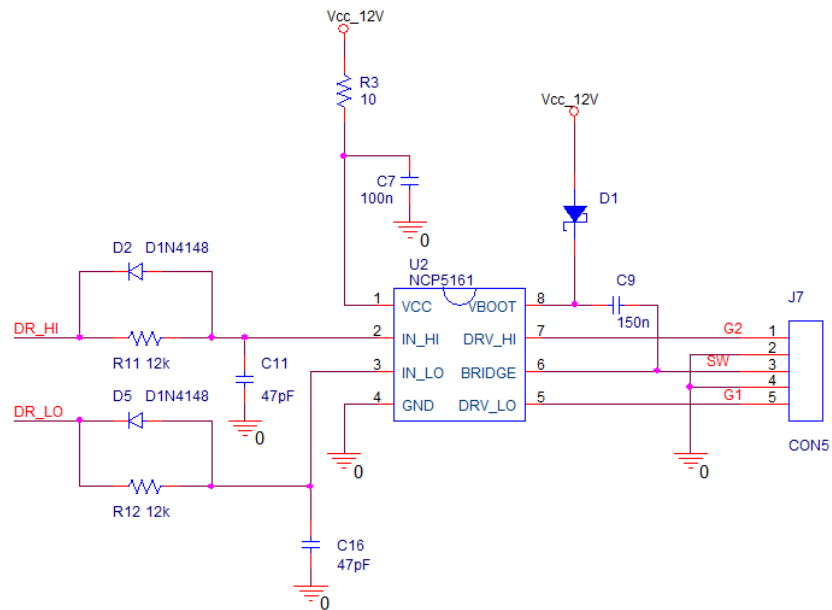 Vcc_12V
R3
10
Vcc_12V
C7
100n
0
D1
D2 D1N4148
U2
NCP5161
C9
150n
J7
DR_HI
R11 12k
C11
47pF
0
1 VCC VBOOT 8
2 IN_HI DRV_HI 7
3 IN_LO BRIDGE 6
4 GND DRV_LO 5
G2 1
2
SW 3
4
G1 5
CON5
DR_LO
D5 D1N4148
R12 12k
0
0
C16
47pF
0